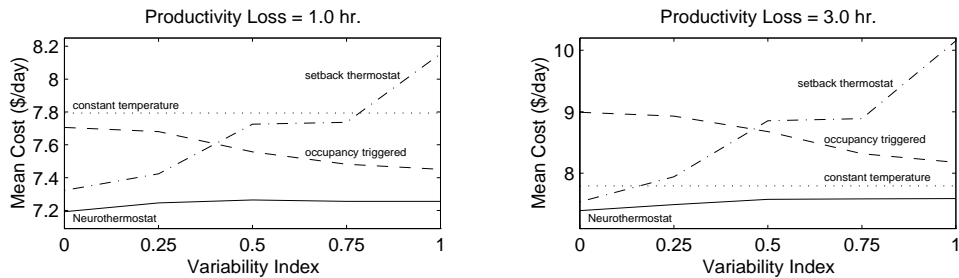 Productivity Loss = 1.0 hr.
8.2
8
7.8
7.6
7.4
7.2
Mean Cost ($/day)
setback thermostat
constant temperature
occupancy triggered
Neurothermostat
0 0.25 0.5 0.75 1
Variability Index
Productivity Loss = 3.0 hr.
10
9
8
Mean Cost ($/day)
setback thermostat
occupancy triggered
constant temperature
Neurothermostat
0 0.25 0.5 0.75 1
Variability Index